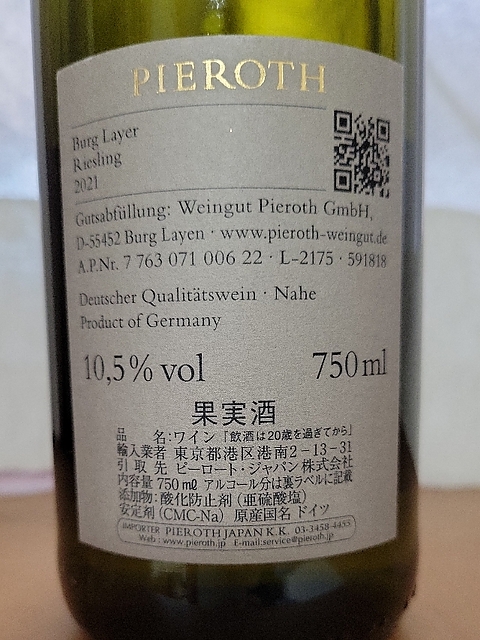 PIEROTH
Burg Layer
Riesling
2021
Gutsabfüllung: Weingut Pieroth GmbH,
D-55452 Burg Layen · www.pieroth-weingut.de
A.P.Nr. 7 763 071 006 22 · L-2175 · 591818
Deutscher Qualitätswein · Nahe
Product of Germany
10,5% vol 750 ml
果実酒
品 名:ワイン「飲酒は20歳を過ぎてから」
輸入業者 東京都港区港南2-13-31
引取先 ピーロート・ジャパン株式会社
内容量 750 ㎖ アルコール分は裏ラベルに記載
添加物:酸化防止剤(亜硫酸塩)
安定剤(CMC-Na) 原産国名 ドイツ
IMPORTER PIEROTH JAPAN K.K. 03-3458-4455
Web : www.pieroth.jp E-mail:service@pieroth.jp